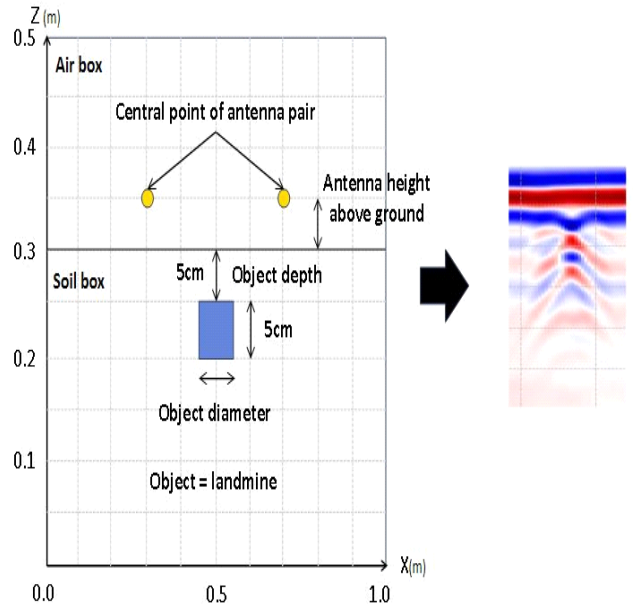 Z (m)
0.5
Air box
Central point of antenna pair
0.4
Antenna height
above ground
0.3
Soil box
5cm
Object depth
5cm
0.2
Object diameter
0.1
Object = landmine
X(m)
0.0
0.5
1.0